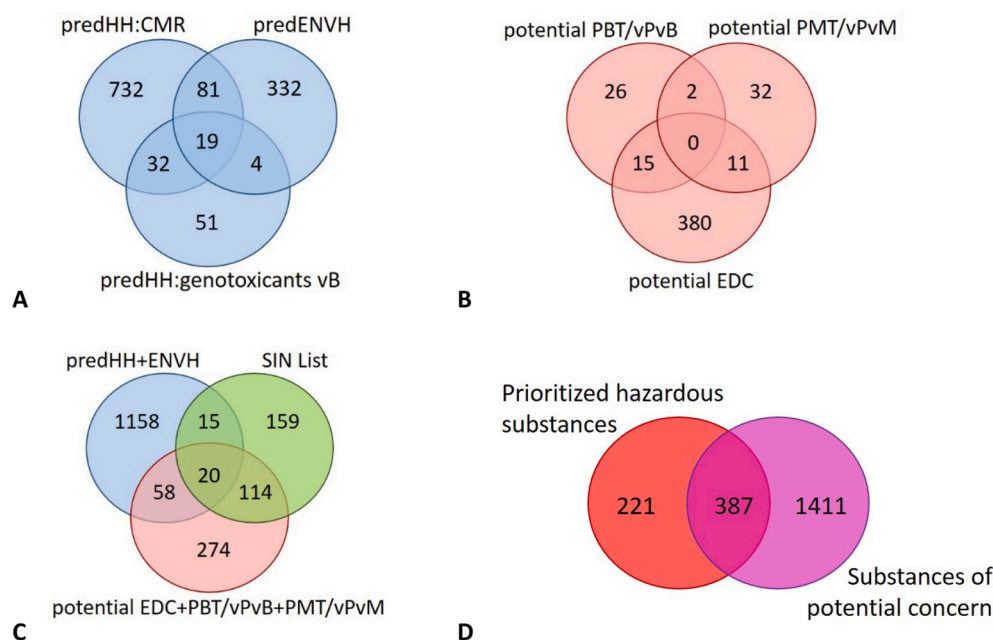 predHH:CMR
predENVH
732
81
332
19
32
4
51
predHH:genotoxicants vB
A
potential PBT/vPvB
potential PMT/vPvM
26
2
32
0
15
11
380
potential EDC
B
predHH+ENVH
SIN List
1158
15
159
20
58
114
274
potential EDC+PBT/vPvB+PMT/vPvM
C
Prioritized hazardous
substances
221
387
1411
Substances of
potential concern
D